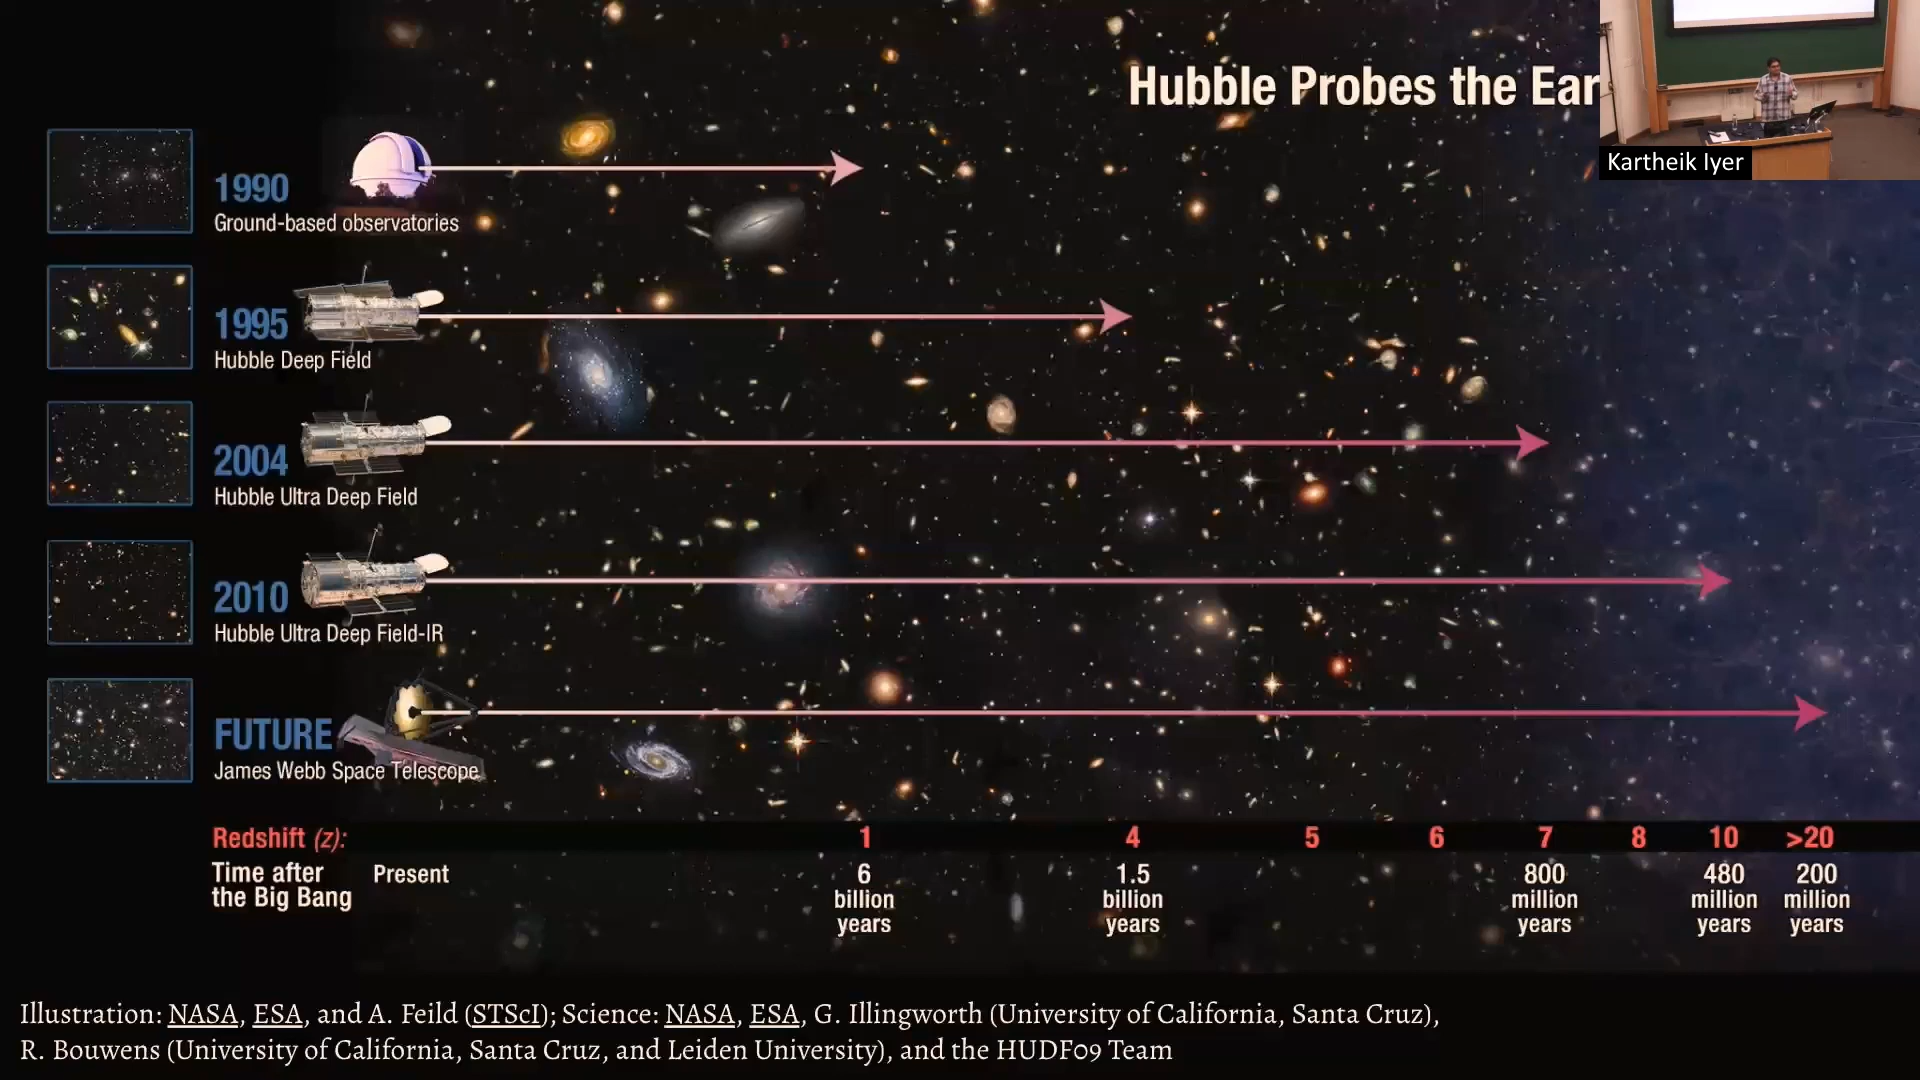 Hubble Probes the Ear
Kartheik Iyer
1990
Ground-based observatories
1995
Hubble Deep Field
2004
Hubble Ultra Deep Field
2010
Hubble Ultra Deep Field-IR
FUTURE
James Webb Space Telescope
Redshift (z): 1 4 5 6 7 8 10 >20
Time after the Big Bang
Present
6 billion years
1.5 billion years
800 million years
480 million years
200 million years
Illustration: NASA, ESA, and A. Feild (STScI); Science: NASA, ESA, G. Illingworth (University of California, Santa Cruz),
R. Bouwens (University of California, Santa Cruz, and Leiden University), and the HUDF09 Team